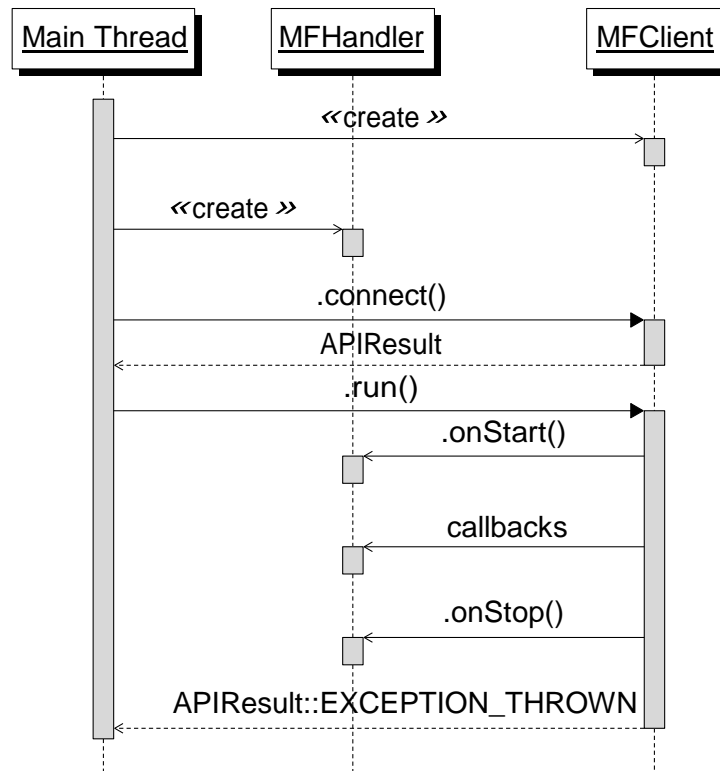 Main Thread
MFHandler
MFClient
«create »
«create »
.connect()
APIResult
.run()
.onStart()
callbacks
.onStop()
APIResult::EXCEPTION_THROWN